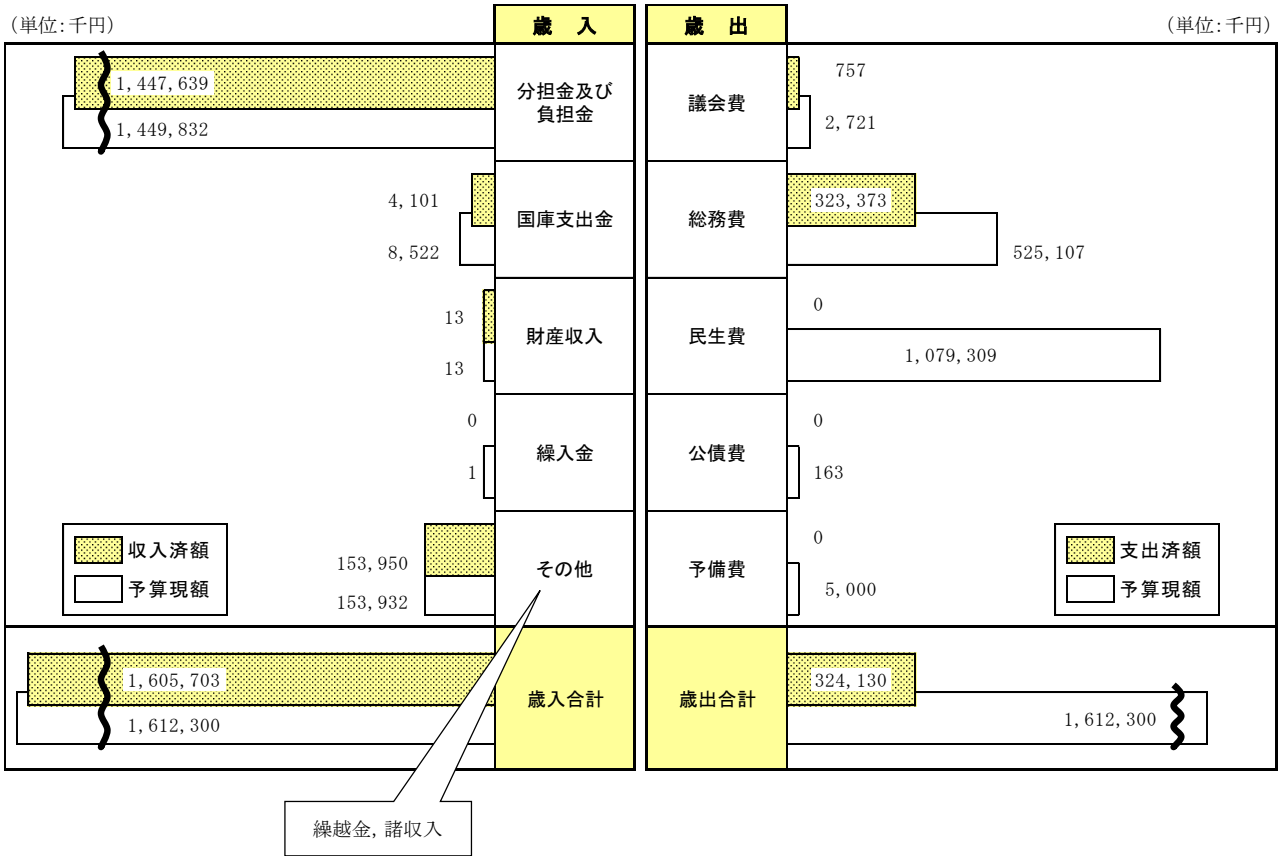 (単位:千円)
歳 入
歳 出
(単位:千円)
1,447,639
1,449,832
分担金及び
負担金
議会費
757
2,721
4,101
8,522
国庫支出金
総務費
323,373
525,107
13
13
財産収入
民生費
0
1,079,309
0
1
繰入金
公債費
0
163
収入済額
予算現額
153,950
153,932
その他
予備費
0
5,000
支出済額
予算現額
1,605,703
1,612,300
歳入合計
歳出合計
324,130
1,612,300
繰越金,諸収入